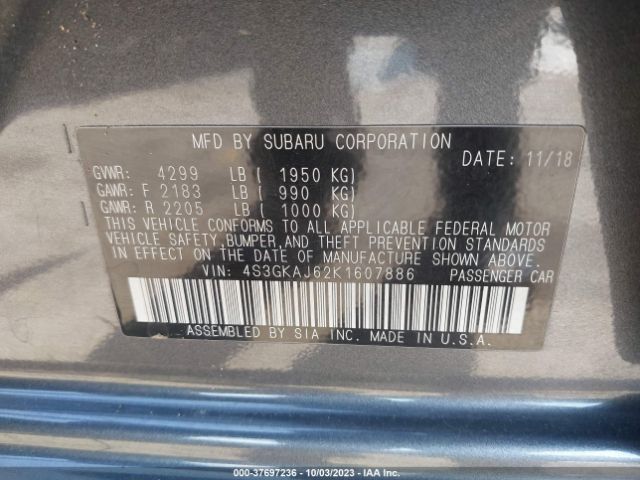 MFD BY SUBARU CORPORATION
DATE: 11/18
GVWR: 4299 LB ( 1950 KG)
GAWR: F 2183 LB ( 990 KG)
GAWR: R 2205 LB ( 1000 KG)
THIS VEHICLE CONFORMS TO ALL APPLICABLE FEDERAL MOTOR
VEHICLE SAFETY, BUMPER, AND THEFT PREVENTION STANDARDS
IN EFFECT ON THE DATE OF MANUFACTURE SHOWN ABOVE.
VIN: 4S3GKAJ62K1607886 PASSENGER CAR
ASSEMBLED BY SIA INC. MADE IN U.S.A.
000-37697236 - 10/03/2023 - IAA Inc.